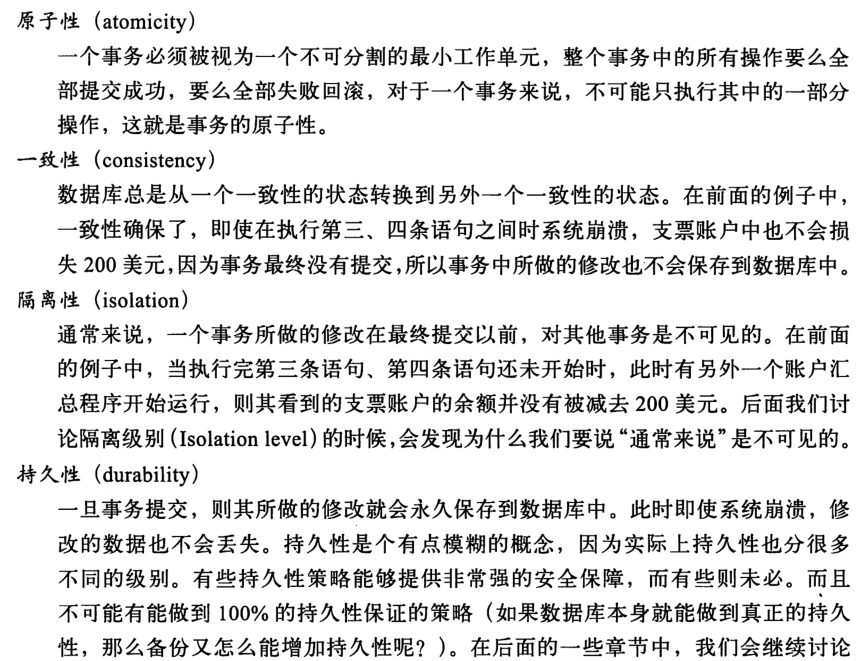 原子性（atomicity）
一个事务必须被视为一个不可分割的最小工作单元，整个事务中的所有操作要么全
部提交成功，要么全部失败回滚，对于一个事务来说，不可能只执行其中的一部分
操作，这就是事务的原子性。
一致性（consistency）
数据库总是从一个一致性的状态转换到另外一个一致性的状态。在前面的例子中，
一致性确保了，即使在执行第三、四条语句之间时系统崩溃，支票账户中也不会损
失 200 美元，因为事务最终没有提交，所以事务中所做的修改也不会保存到数据库中。
隔离性（isolation）
通常来说，一个事务所做的修改在最终提交以前，对其他事务是不可见的。在前面
的例子中，当执行完第三条语句、第四条语句还未开始时，此时有另外一个账户汇
总程序开始运行，则其看到的支票账户的余额并没有被减去 200 美元。后面我们讨
论隔离级别（Isolation level）的时候，会发现为什么我们要说“通常来说”是不可见的。
持久性（durability）
一旦事务提交，则其所做的修改就会永久保存到数据库中。此时即使系统崩溃，修
改的数据也不会丢失。持久性是个有点模糊的概念，因为实际上持久性也分很多
不同的级别。有些持久性策略能够提供非常强的安全保障，而有些则未必。而且
不可能有能做到 100% 的持久性保证的策略（如果数据库本身就能做到真正的持久
性，那么备份又怎么能增加持久性呢？）。在后面的一些章节中，我们会继续讨论